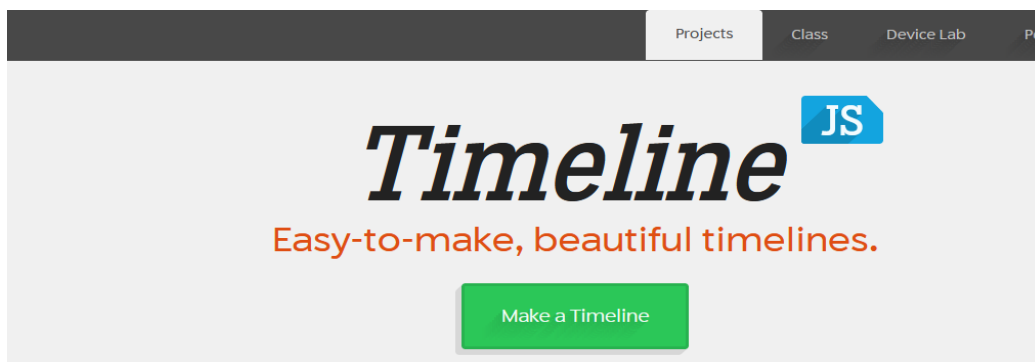 Projects Class Device Lab
Timeline JS
Easy-to-make, beautiful timelines.
Make a Timeline